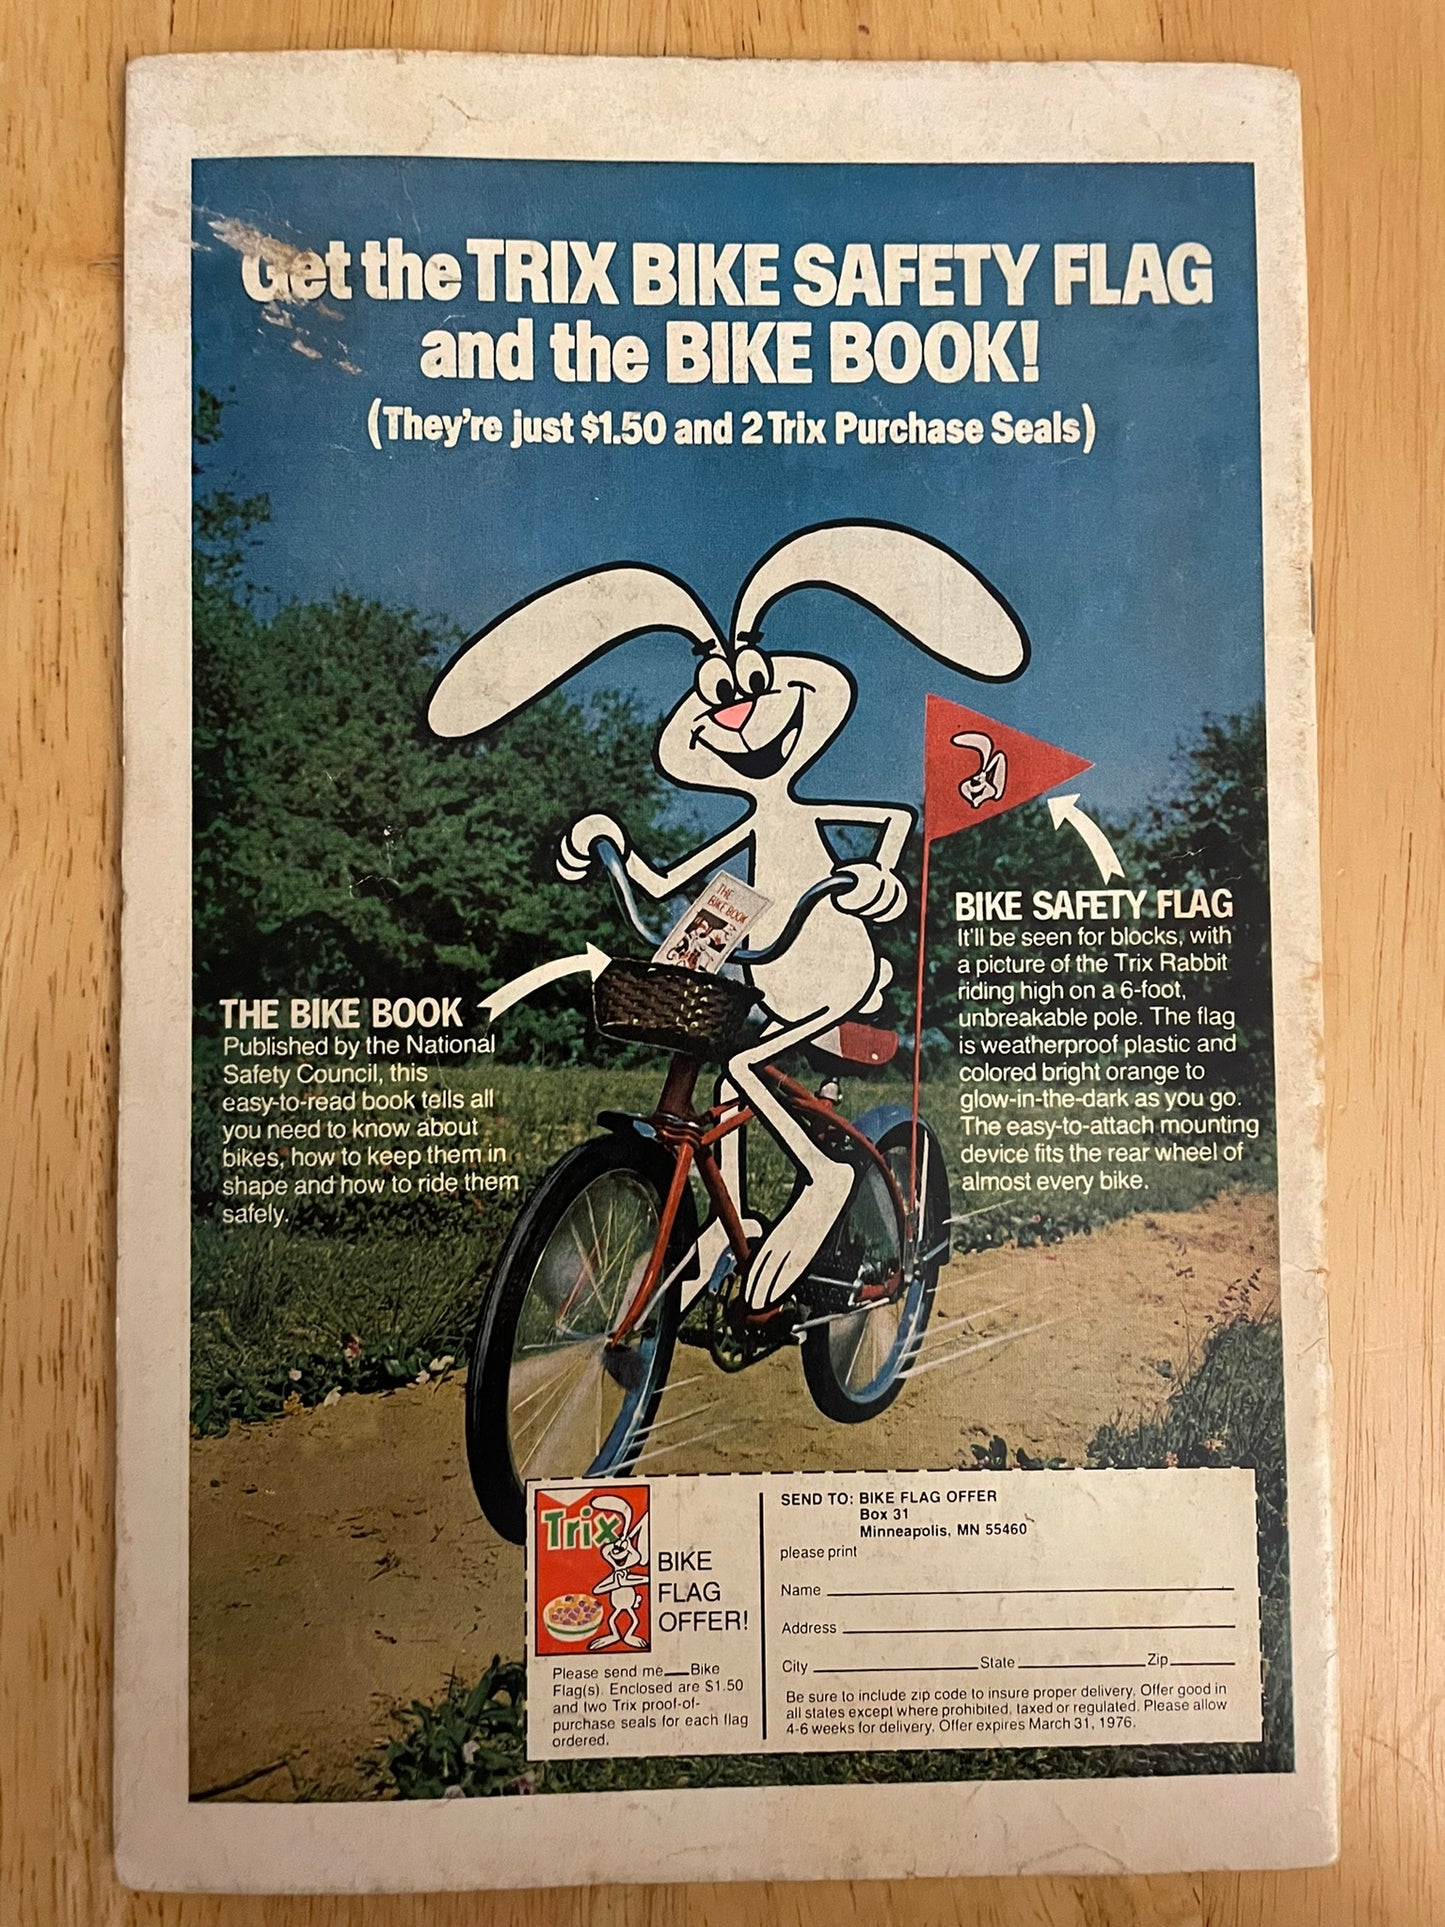 Get the TRIX BIKE SAFETY FLAG
and the BIKE BOOK!
(They're just $1.50 and 2 Trix Purchase Seals)
THE
BIKE BOOK
THE BIKE BOOK
Published by the National
Safety Council, this
easy-to-read book tells all
you need to know about
bikes, how to keep them in
shape and how to ride them
safely.
BIKE SAFETY FLAG
It'll be seen for blocks, with
a picture of the Trix Rabbit
riding high on a 6-foot,
unbreakable pole. The flag
is weatherproof plastic and
colored bright orange to
glow-in-the-dark as you go.
The easy-to-attach mounting
device fits the rear wheel of
almost every bike.
Trix
BIKE
FLAG
OFFER!
Please send me___Bike
Flag(s). Enclosed are $1.50
and two Trix proof-of-
purchase seals for each flag
ordered.
SEND TO: BIKE FLAG OFFER
Box 31
Minneapolis, MN 55460
please print
Name
Address
City State Zip
Be sure to include zip code to insure proper delivery. Offer good in
all states except where prohibited, taxed or regulated. Please allow
4-6 weeks for delivery. Offer expires March 31, 1976.